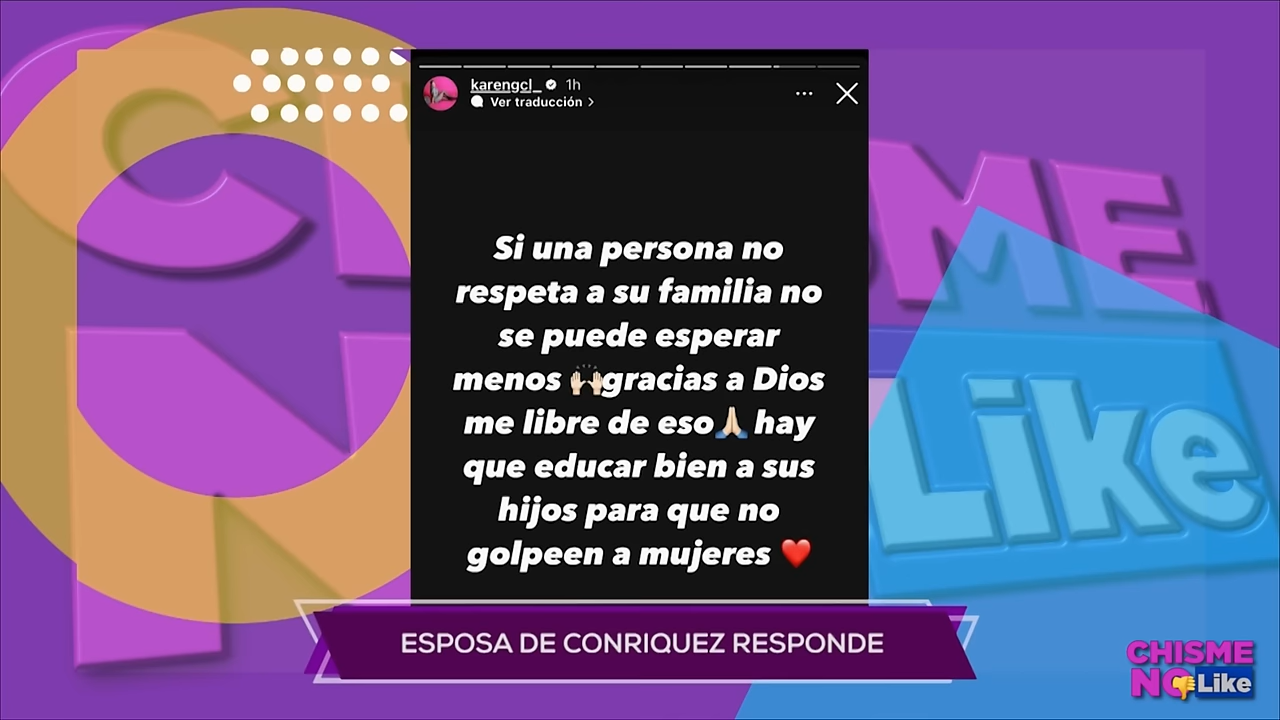 karengcl_ 1h
Ver traducción >
Si una persona no
respeta a su familia no
se puede esperar
menos 🙌🏻gracias a Dios
me libre de eso🙏🏻 hay
que educar bien a sus
hijos para que no
golpeen a mujeres ❤️
ESPOSA DE CONRIQUEZ RESPONDE
CHISME
NO Like
ME
Like